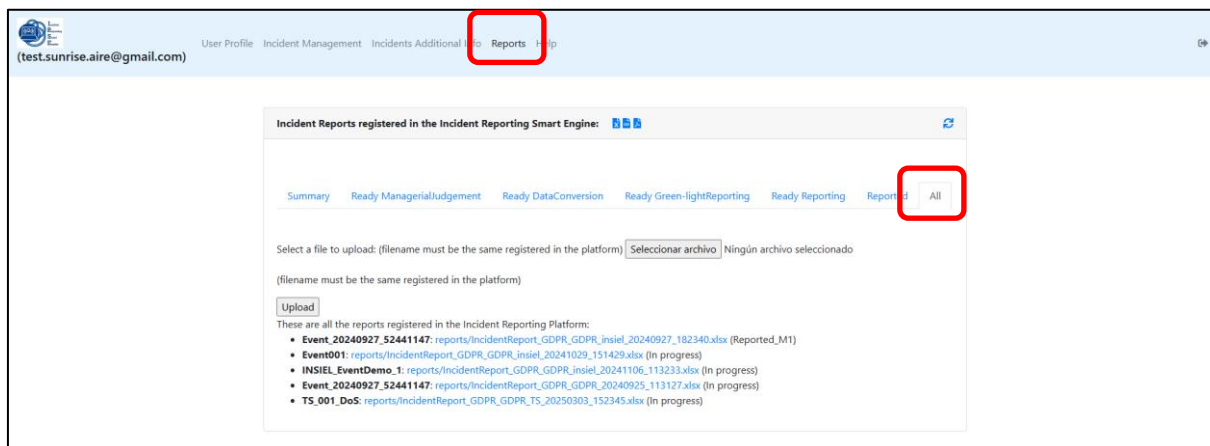 User Profile Incident Management Incidents Additional Info Reports Help
(test.sunrise.aire@gmail.com)
Incident Reports registered in the Incident Reporting Smart Engine:
Summary Ready ManagerialJudgement Ready DataConversion Ready Green-lightReporting Ready Reporting Reported All
Select a file to upload: (filename must be the same registered in the platform) Seleccionar archivo Ningún archivo seleccionado
(filename must be the same registered in the platform)
Upload
These are all the reports registered in the Incident Reporting Platform:
• Event_20240927_52441147: reports/IncidentReport_GDPR_GDPR_insiel_20240927_182340.xlsx (Reported_M1)
• Event001: reports/IncidentReport_GDPR_GDPR_insiel_20241029_151429.xlsx (In progress)
• INSIEL_EventDemo_1: reports/IncidentReport_GDPR_GDPR_insiel_20241106_113233.xlsx (In progress)
• Event_20240927_52441147: reports/IncidentReport_GDPR_GDPR_20240925_113127.xlsx (In progress)
• TS_001_DoS: reports/IncidentReport_GDPR_GDPR_TS_20250303_152345.xlsx (In progress)